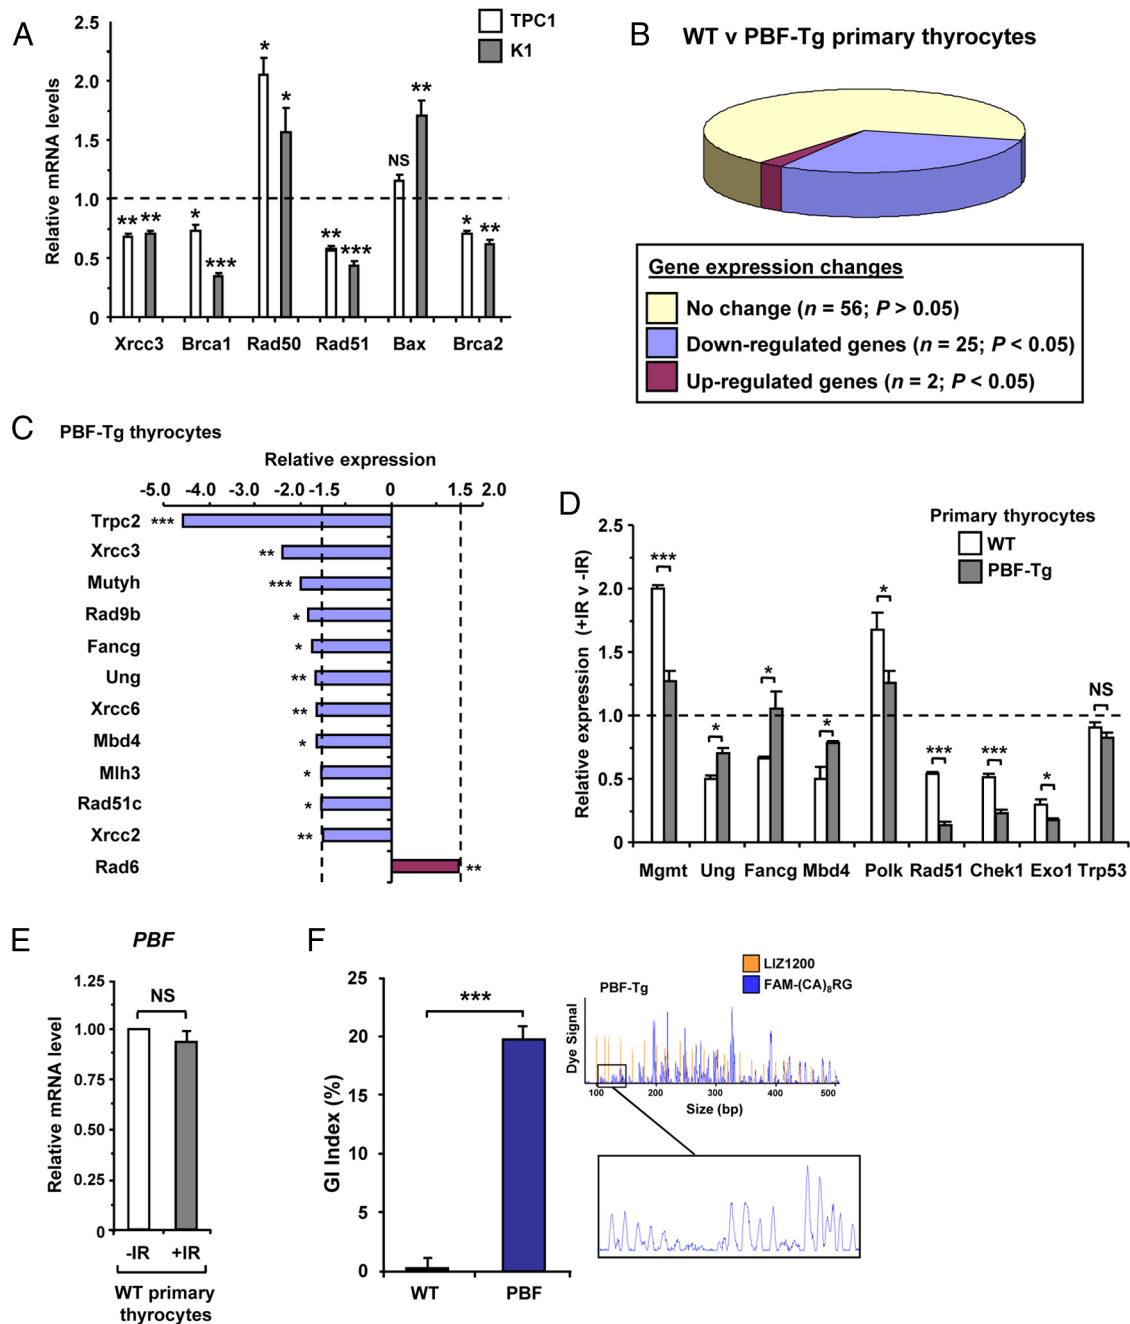 A
TPC1
K1
Relative mRNA levels
2.5
2.0
1.5
1.0
0.5
0
** ** * *** * * ** *** NS ** * **
Xrcc3 Brca1 Rad50 Rad51 Bax Brca2
B WT v PBF-Tg primary thyrocytes
Gene expression changes
No change (n = 56; P > 0.05)
Down-regulated genes (n = 25; P < 0.05)
Up-regulated genes (n = 2; P < 0.05)
C PBF-Tg thyrocytes
Relative expression
-5.0 -4.0 -3.0 -2.0 -1.5 0 1.5 2.0
Trpc2 ***
Xrcc3 **
Mutyh ***
Rad9b *
Fancg *
Ung **
Xrcc6 **
Mbd4 *
Mlh3 *
Rad51c *
Xrcc2 **
Rad6 **
D
Primary thyrocytes
WT
PBF-Tg
Relative expression (+IR v -IR)
2.5
2.0
1.5
1.0
0.5
0
*** * * * * *** *** * NS
Mgmt Ung Fancg Mbd4 Polk Rad51 Chek1 Exo1 Trp53
E PBF
Relative mRNA level
1.25
1.00
0.75
0.50
0.25
0
NS
-IR +IR
WT primary
thyrocytes
F
GI Index (%)
25
20
15
10
5
0
***
WT PBF
LIZ1200
FAM-(CA)₈RG
PBF-Tg
Dye Signal
100 200 300 400 500
Size (bp)